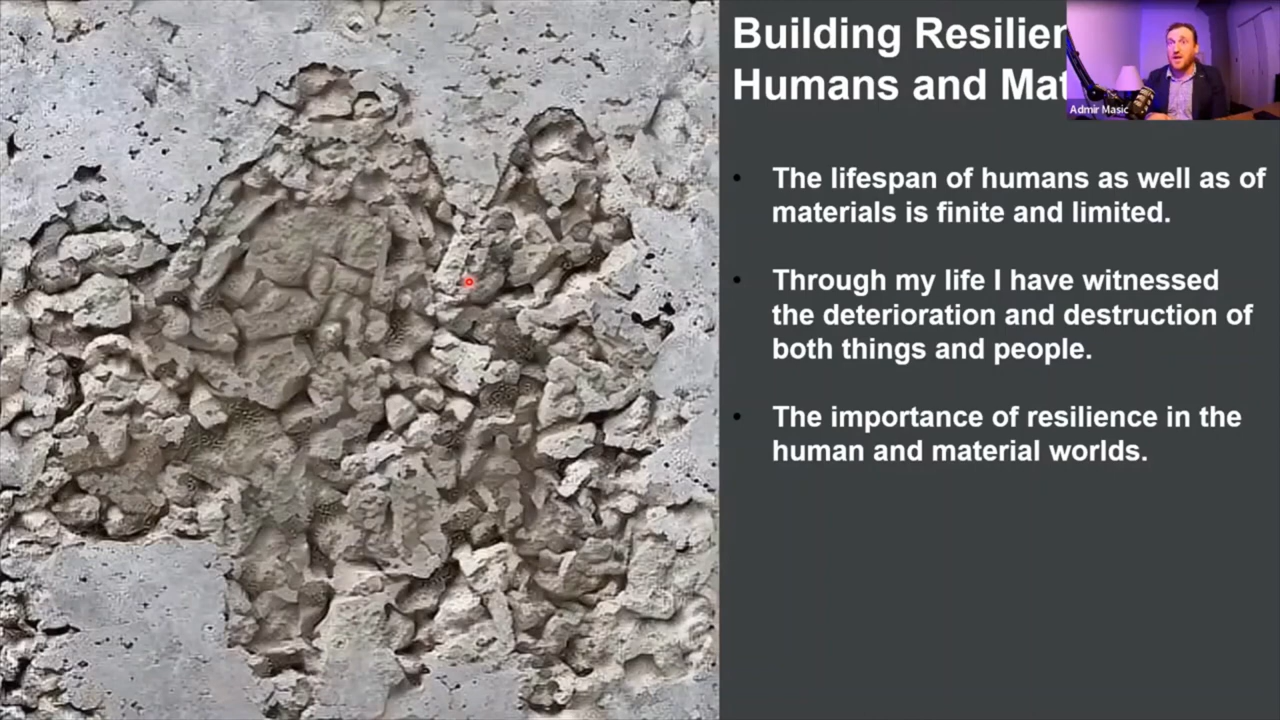 Building Resilien
Humans and Mat
Admir Masic
The lifespan of humans as well as of
materials is finite and limited.
Through my life I have witnessed
the deterioration and destruction of
both things and people.
The importance of resilience in the
human and material worlds.